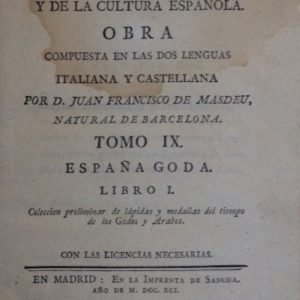 Y DE LA CULTURA ESPAÑOLA.
OBRA
COMPUESTA EN LAS DOS LENGUAS
ITALIANA Y CASTELLANA
POR D. JUAN FRANCISCO DE MASDEU,
NATURAL DE BARCELONA.
TOMO IX.
ESPAÑA GODA.
LIBRO I.
Coleccion preliminar de lápidas y medallas del tiempo
de los Godos y Arabes.
CON LAS LICENCIAS NECESARIAS.
EN MADRID: EN LA IMPRENTA DE SANCHA.
AÑO DE M. DCC. XCI.